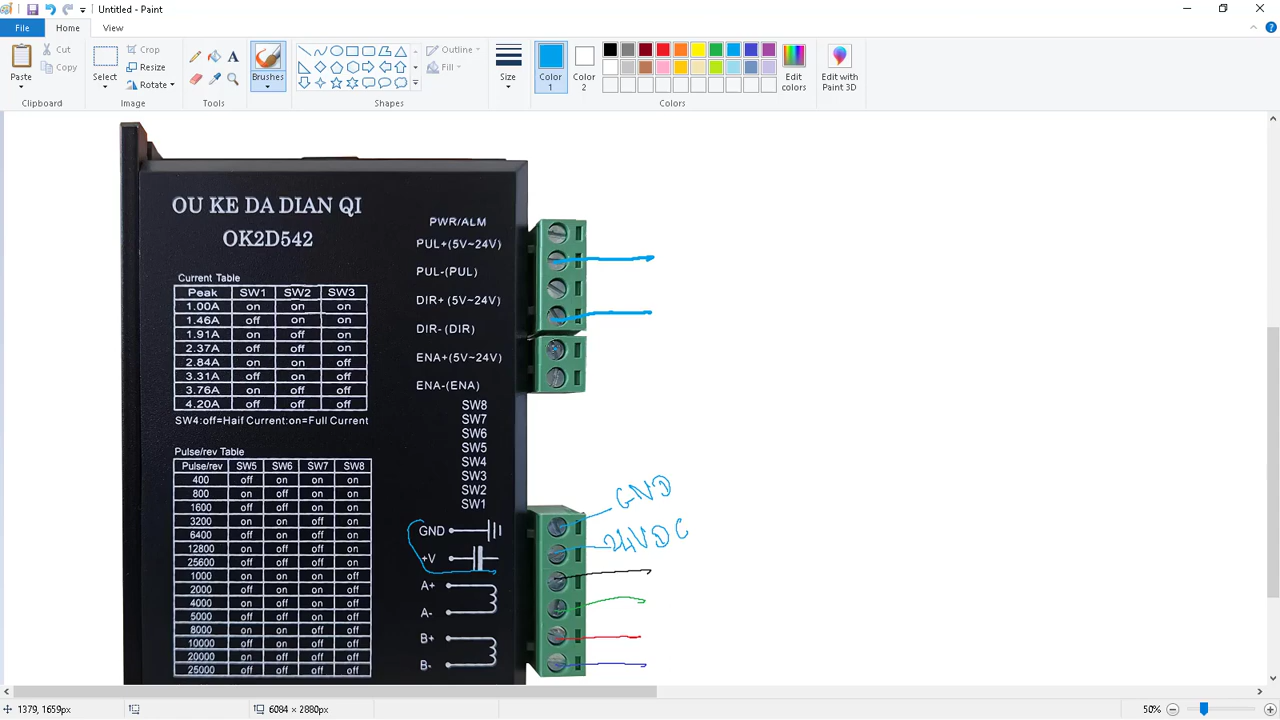 Untitled - Paint
File
Home
View
Paste
Cut
Copy
Clipboard
Select
Crop
Resize
Rotate
Image
A
Tools
Brushes
Outline
Fill
Shapes
Size
Color 1
Color 2
Edit colors
Colors
Edit with Paint 3D
OU KE DA DIAN QI
OK2D542
PWR/ALM
PUL+(5V~24V)
PUL-(PUL)
DIR+(5V~24V)
DIR-(DIR)
ENA+(5V~24V)
ENA-(ENA)
SW8
SW7
SW6
SW5
SW4
SW3
SW2
SW1
GND
+V
A+
A-
B+
B-
Current Table
Peak SW1 SW2 SW3
1.00A on on on
1.46A off on on
1.91A on off on
2.37A off off on
2.84A on on off
3.31A off on off
3.76A on off off
4.20A off off off
SW4:off=Haif Current:on=Full Current
Pulse/rev Table
Pulse/rev SW5 SW6 SW7 SW8
400 off on on on
800 on off on on
1600 off off on on
3200 on on off on
6400 off on off on
12800 on off off on
25600 off off off on
1000 on on on off
2000 off on on off
4000 on off on off
5000 off off on off
8000 on on off off
10000 off on off off
20000 on off off off
25000 off off off off
GND
24VDC
1379, 1659px
6084 × 2880px
50%